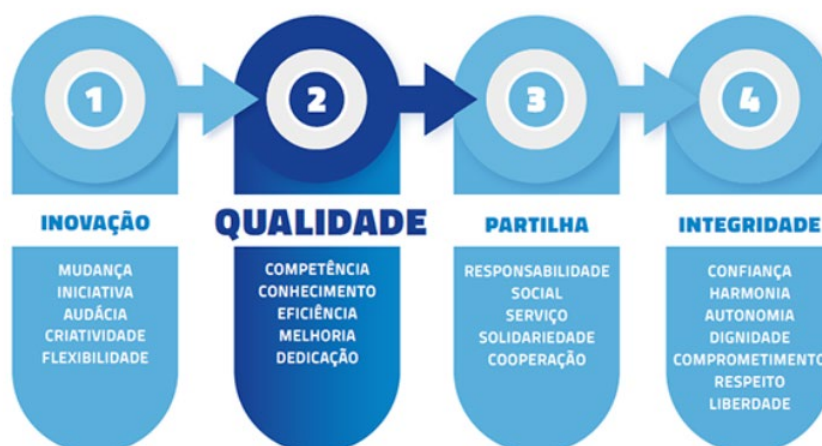 1
INOVAÇÃO
MUDANÇA
INICIATIVA
AUDÁCIA
CRIATIVIDADE
FLEXIBILIDADE
2
QUALIDADE
COMPETÊNCIA
CONHECIMENTO
EFICIÊNCIA
MELHORIA
DEDICAÇÃO
3
PARTILHA
RESPONSABILIDADE
SOCIAL
SERVIÇO
SOLIDARIEDADE
COOPERAÇÃO
4
INTEGRIDADE
CONFIANÇA
HARMONIA
AUTONOMIA
DIGNIDADE
COMPROMETIMENTO
RESPEITO
LIBERDADE